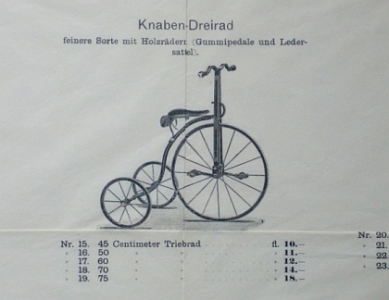 Knaben-Dreirad
feinere Sorte mit Holzrädern (Gummipedale und Leder-
sattel).
Nr. 15. 45 Centimeter Triebrad fl. 10.–
„ 16. 50 „ „ „ 11.–
„ 17. 60 „ „ „ 12.–
„ 18. 70 „ „ „ 14.–
„ 19. 75 „ „ „ 18.–
Nr. 20.
„ 21.
„ 22
„ 23.